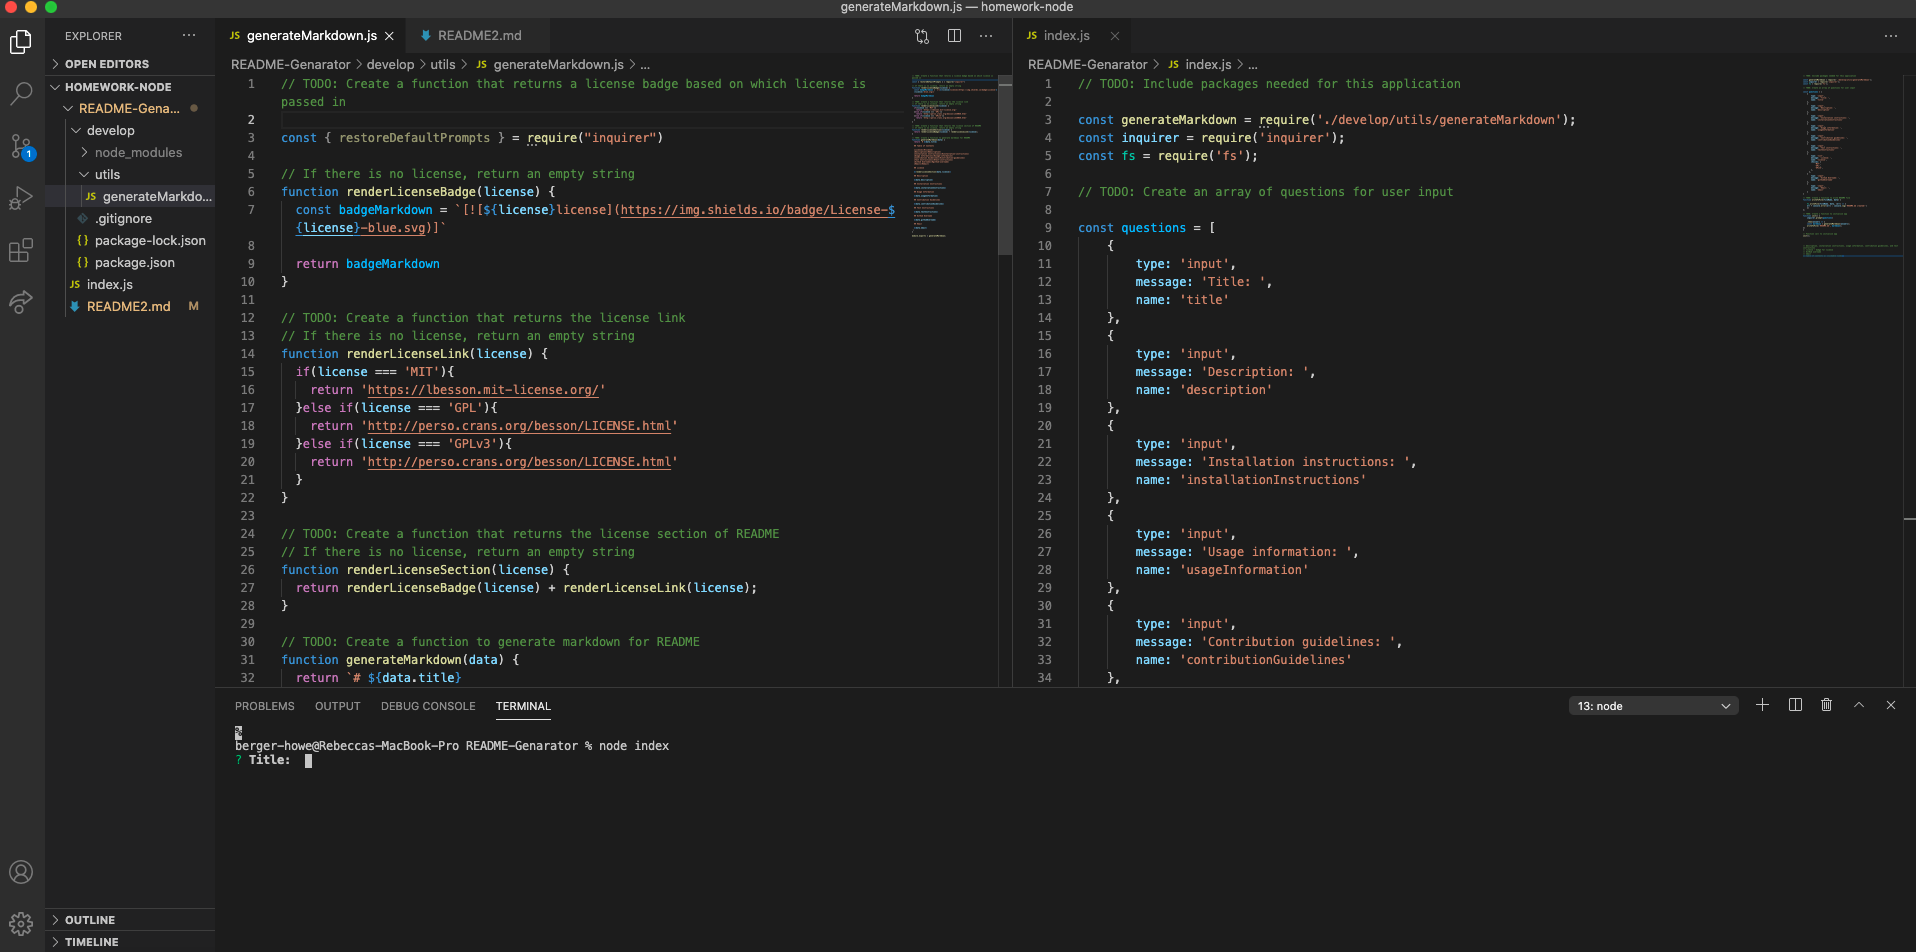 generateMarkdown.js — homework-node
EXPLORER
OPEN EDITORS
HOMEWORK-NODE
README-Gena...
develop
node_modules
utils
JS generateMarkdo...
.gitignore
{} package-lock.json
{} package.json
JS index.js
README2.md M
1
OUTLINE
TIMELINE
JS generateMarkdown.js
README2.md
README-Genarator > develop > utils > JS generateMarkdown.js > ...
1 // TODO: Create a function that returns a license badge based on which license is
passed in
2
3 const { restoreDefaultPrompts } = require("inquirer")
4
5 // If there is no license, return an empty string
6 function renderLicenseBadge(license) {
7 const badgeMarkdown = `[![${license}license](https://img.shields.io/badge/License-$
{license}-blue.svg)]`
8
9 return badgeMarkdown
10 }
11
12 // TODO: Create a function that returns the license link
13 // If there is no license, return an empty string
14 function renderLicenseLink(license) {
15 if(license === 'MIT'){
16 return 'https://lbesson.mit-license.org/'
17 }else if(license === 'GPL'){
18 return 'http://perso.crans.org/besson/LICENSE.html'
19 }else if(license === 'GPLv3'){
20 return 'http://perso.crans.org/besson/LICENSE.html'
21 }
22 }
23
24 // TODO: Create a function that returns the license section of README
25 // If there is no license, return an empty string
26 function renderLicenseSection(license) {
27 return renderLicenseBadge(license) + renderLicenseLink(license);
28 }
29
30 // TODO: Create a function to generate markdown for README
31 function generateMarkdown(data) {
32 return `# ${data.title}
JS index.js
README-Genarator > JS index.js > ...
1 // TODO: Include packages needed for this application
2
3 const generateMarkdown = require('./develop/utils/generateMarkdown');
4 const inquirer = require('inquirer');
5 const fs = require('fs');
6
7 // TODO: Create an array of questions for user input
8
9 const questions = [
10 {
11 type: 'input',
12 message: 'Title: ',
13 name: 'title'
14 },
15 {
16 type: 'input',
17 message: 'Description: ',
18 name: 'description'
19 },
20 {
21 type: 'input',
22 message: 'Installation instructions: ',
23 name: 'installationInstructions'
24 },
25 {
26 type: 'input',
27 message: 'Usage information: ',
28 name: 'usageInformation'
29 },
30 {
31 type: 'input',
32 message: 'Contribution guidelines: ',
33 name: 'contributionGuidelines'
34 },
PROBLEMS OUTPUT DEBUG CONSOLE TERMINAL
13: node
%
berger-howe@Rebeccas-MacBook-Pro README-Genarator % node index
? Title: